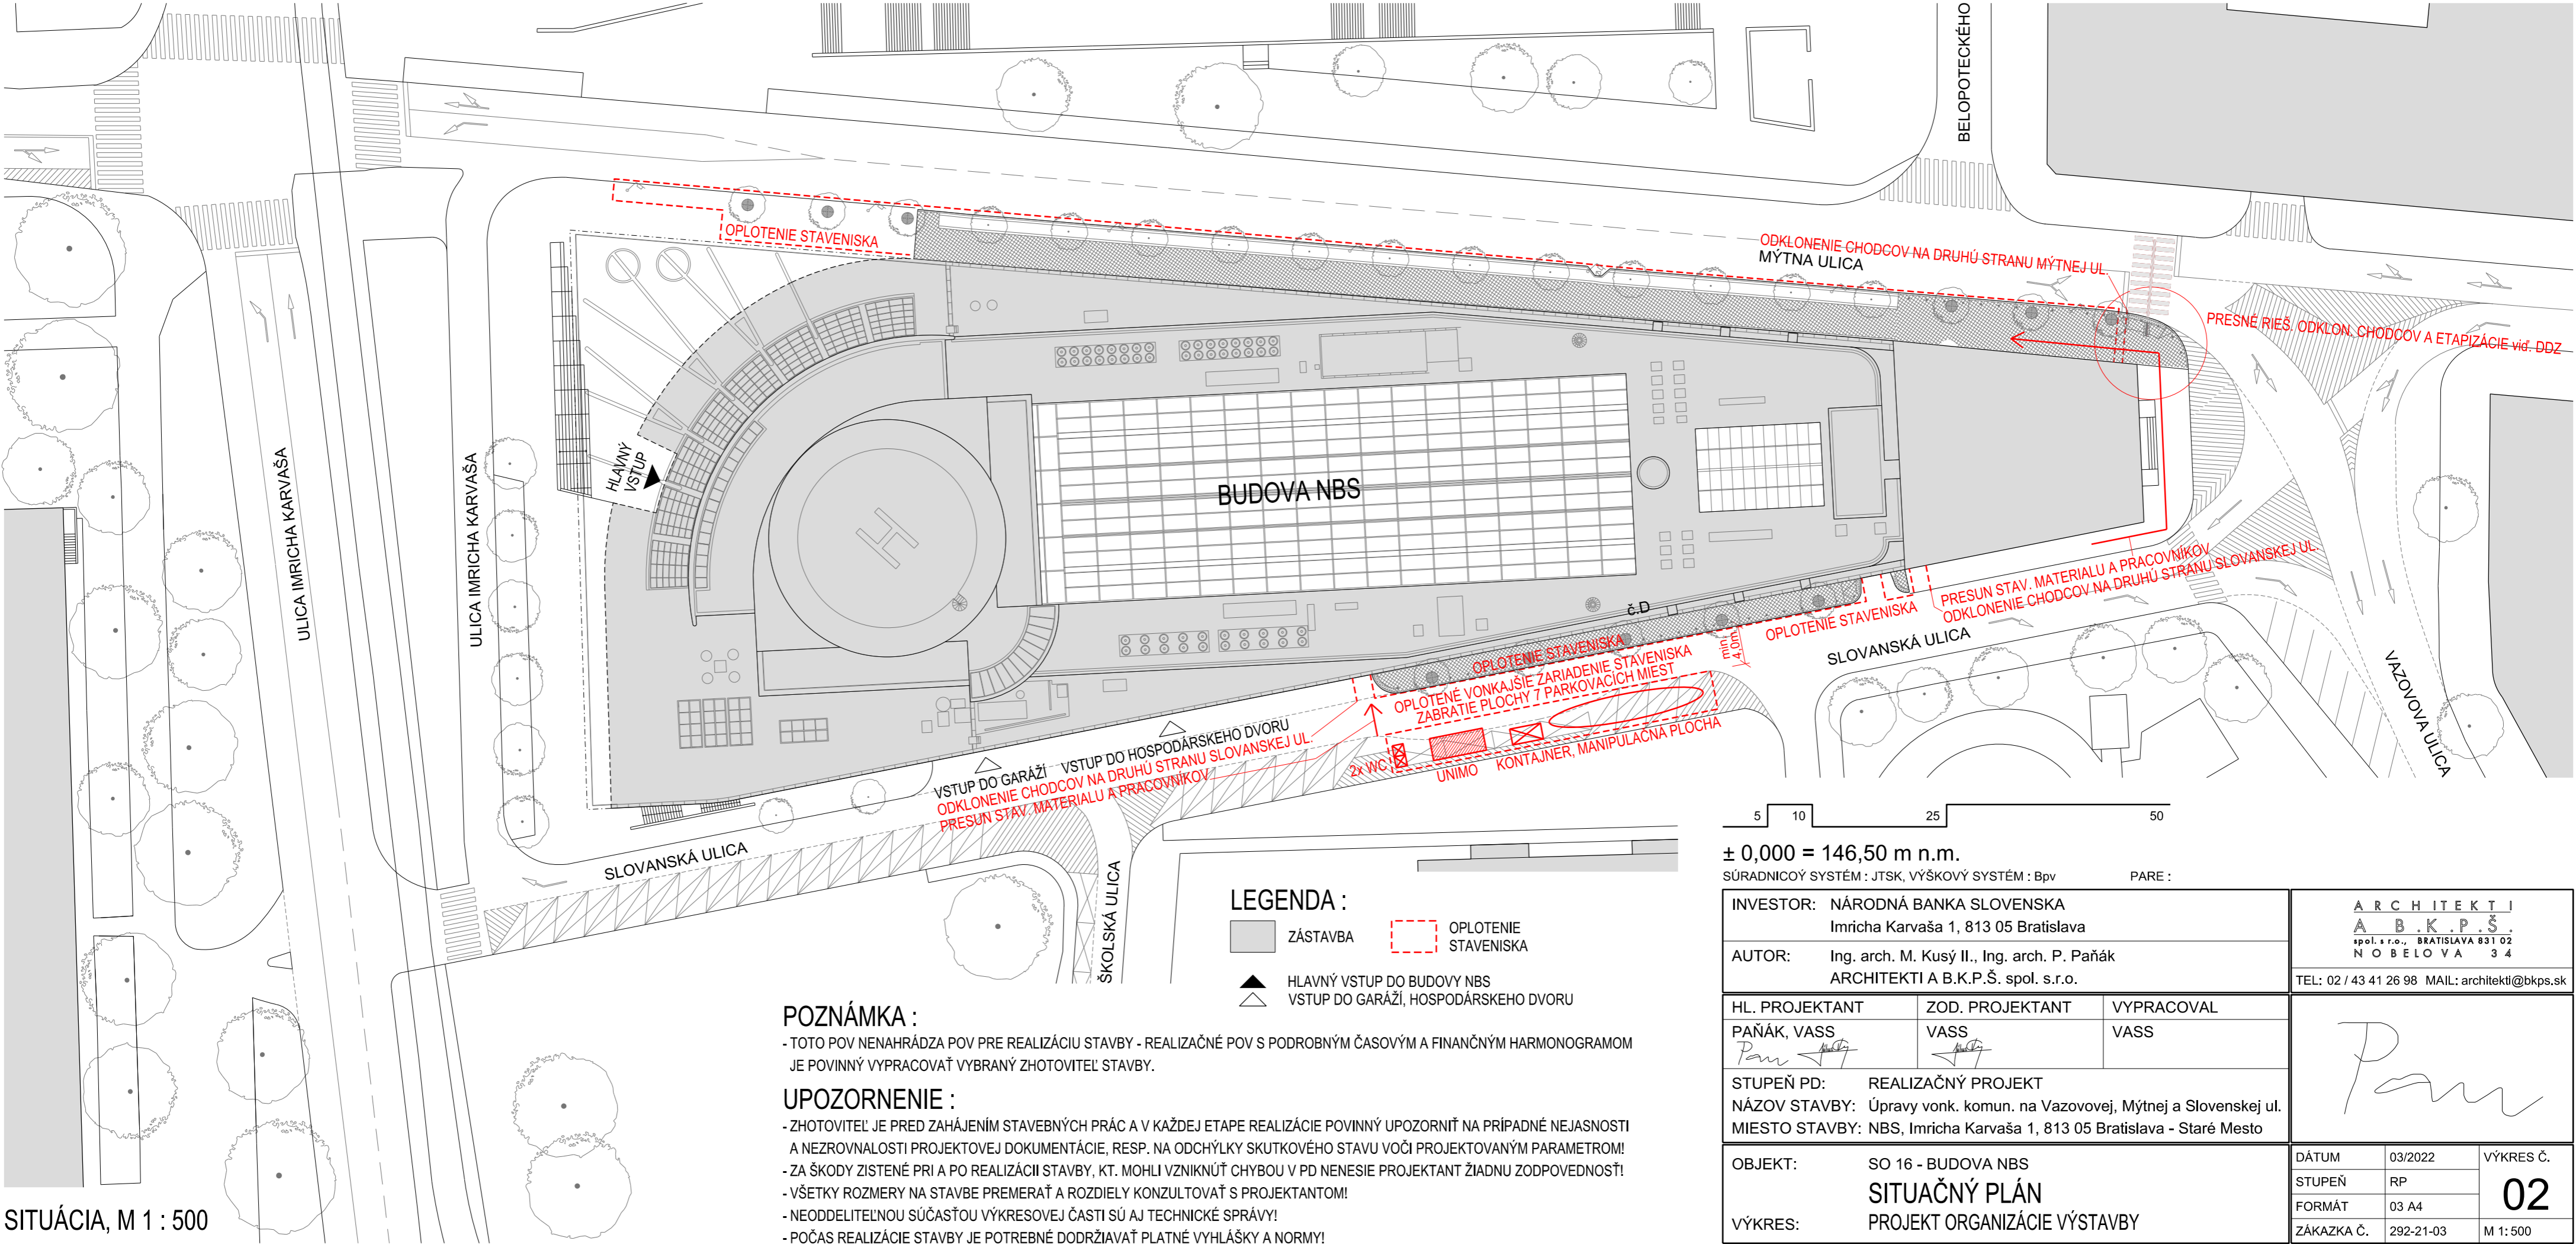 BELOPOTECKÉHO
OPLOTENIE STAVENISKA
ODKLONENIE CHODCOV NA DRUHÚ STRANU MÝTNEJ UL.
MÝTNA ULICA
PRESNÉ RIEŠ. ODKLON. CHODCOV A ETAPIZÁCIE viď. DDZ
HLAVNÝ
VSTUP
ULICA IMRICHA KARVAŠA
ULICA IMRICHA KARVAŠA
BUDOVA NBS
H
č.D
PRESUN STAV. MATERIALU A PRACOVNÍKOV
ODKLONENIE CHODCOV NA DRUHÚ STRANU SLOVANSKEJ UL.
OPLOTENIE STAVENISKA
OPLOTENIE STAVENISKA
min
4,0m
OPLOTENÉ VONKAJŠIE ZARIADENIE STAVENISKA
ZABRATIE PLOCHY 7 PARKOVACÍCH MIEST
SLOVANSKÁ ULICA
VAZOVOVA ULICA
VSTUP DO GARÁŽÍ
VSTUP DO HOSPODÁRSKEHO DVORU
ODKLONENIE CHODCOV NA DRUHÚ STRANU SLOVANSKEJ UL.
PRESUN STAV. MATERIALU A PRACOVNÍKOV
2x WC
UNIMO
KONTAJNER, MANIPULAČNÁ PLOCHA
SLOVANSKÁ ULICA
ŠKOLSKÁ ULICA
5 10 25 50
± 0,000 = 146,50 m n.m.
SÚRADNICOÝ SYSTÉM : JTSK, VÝŠKOVÝ SYSTÉM : Bpv PARE :
LEGENDA :
ZÁSTAVBA
OPLOTENIE
STAVENISKA
HLAVNÝ VSTUP DO BUDOVY NBS
VSTUP DO GARÁŽÍ, HOSPODÁRSKEHO DVORU
POZNÁMKA :
- TOTO POV NENAHRÁDZA POV PRE REALIZÁCIU STAVBY - REALIZAČNÉ POV S PODROBNÝM ČASOVÝM A FINANČNÝM HARMONOGRAMOM
JE POVINNÝ VYPRACOVAŤ VYBRANÝ ZHOTOVITEĽ STAVBY.
UPOZORNENIE :
- ZHOTOVITEĽ JE PRED ZAHÁJENÍM STAVEBNÝCH PRÁC A V KAŽDEJ ETAPE REALIZÁCIE POVINNÝ UPOZORNIŤ NA PRÍPADNÉ NEJASNOSTI
A NEZROVNALOSTI PROJEKTOVEJ DOKUMENTÁCIE, RESP. NA ODCHÝLKY SKUTKOVÉHO STAVU VOČI PROJEKTOVANÝM PARAMETROM!
- ZA ŠKODY ZISTENÉ PRI A PO REALIZÁCII STAVBY, KT. MOHLI VZNIKNÚŤ CHYBOU V PD NENESIE PROJEKTANT ŽIADNU ZODPOVEDNOSŤ!
- VŠETKY ROZMERY NA STAVBE PREMERAŤ A ROZDIELY KONZULTOVAŤ S PROJEKTANTOM!
- NEODDELITEĽNOU SÚČASŤOU VÝKRESOVEJ ČASTI SÚ AJ TECHNICKÉ SPRÁVY!
- POČAS REALIZÁCIE STAVBY JE POTREBNÉ DODRŽIAVAŤ PLATNÉ VYHLÁŠKY A NORMY!
SITUÁCIA, M 1 : 500
INVESTOR: NÁRODNÁ BANKA SLOVENSKA
Imricha Karvaša 1, 813 05 Bratislava
AUTOR: Ing. arch. M. Kusý II., Ing. arch. P. Paňák
ARCHITEKTI A B.K.P.Š. spol. s.r.o.
ARCHITEKTI
A B.K.P.Š.
spol. s r.o., BRATISLAVA 831 02
NOBELOVA 34
TEL: 02 / 43 41 26 98 MAIL: architekti@bkps.sk
HL. PROJEKTANT ZOD. PROJEKTANT VYPRACOVAL
PAŇÁK, VASS VASS VASS
STUPEŇ PD: REALIZAČNÝ PROJEKT
NÁZOV STAVBY: Úpravy vonk. komun. na Vazovovej, Mýtnej a Slovenskej ul.
MIESTO STAVBY: NBS, Imricha Karvaša 1, 813 05 Bratislava - Staré Mesto
OBJEKT: SO 16 - BUDOVA NBS
SITUAČNÝ PLÁN
VÝKRES: PROJEKT ORGANIZÁCIE VÝSTAVBY
DÁTUM 03/2022 VÝKRES Č.
STUPEŇ RP
02
FORMÁT 03 A4
ZÁKAZKA Č. 292-21-03 M 1: 500